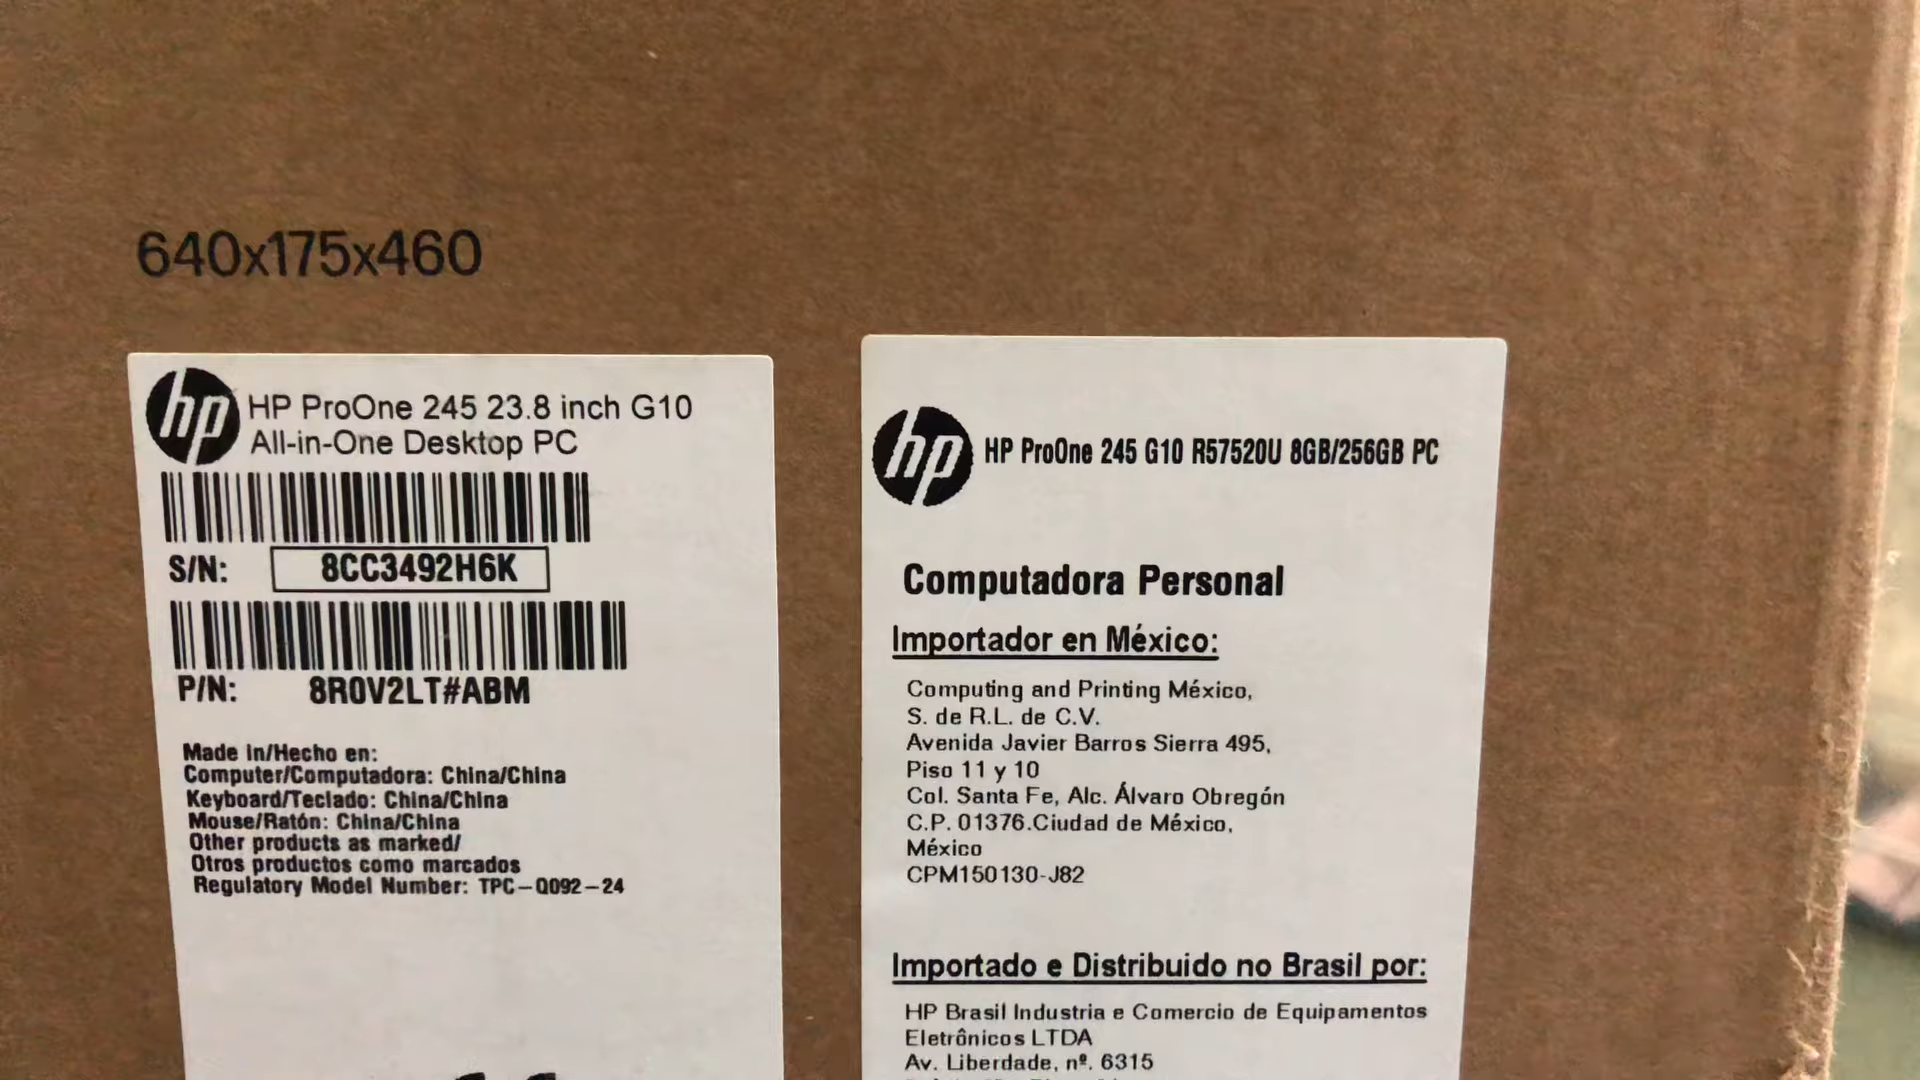 640x175x460
hp
HP ProOne 245 23.8 inch G10
All-in-One Desktop PC
S/N: 8CC3492H6K
P/N: 8R0V2LT#ABM
Made in/Hecho en:
Computer/Computadora: China/China
Keyboard/Teclado: China/China
Mouse/Ratón: China/China
Other products as marked/
Otros productos como marcados
Regulatory Model Number: TPC-Q092-24
hp
HP ProOne 245 G10 R57520U 8GB/256GB PC
Computadora Personal
Importador en México:
Computing and Printing México,
S. de R.L. de C.V.
Avenida Javier Barros Sierra 495,
Piso 11 y 10
Col. Santa Fe, Alc. Álvaro Obregón
C.P. 01376.Ciudad de México,
México
CPM150130-J82
Importado e Distribuido no Brasil por:
HP Brasil Industria e Comercio de Equipamentos
Eletrônicos LTDA
Av. Liberdade, nº. 6315